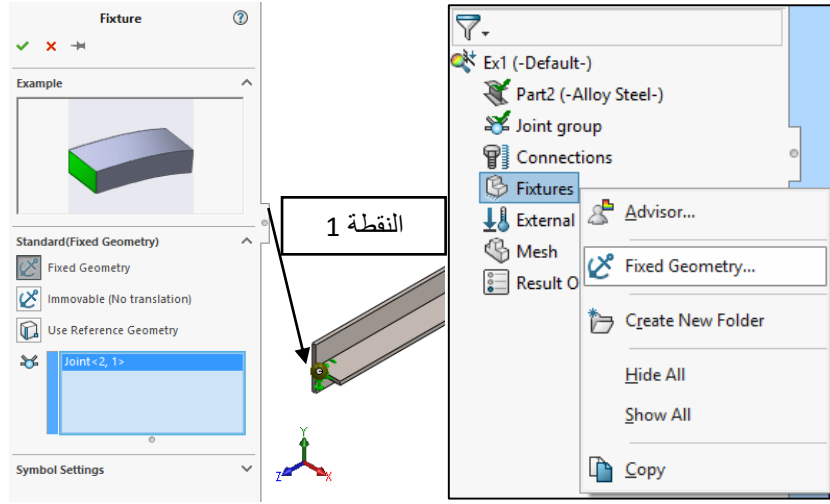 Fixture
Example
Standard(Fixed Geometry)
Fixed Geometry
Immovable (No translation)
Use Reference Geometry
Joint<2, 1>
Symbol Settings
النقطة 1
Y
Z
X
Ex1 (-Default-)
Part2 (-Alloy Steel-)
Joint group
Connections
Fixtures
External
Mesh
Result O
Advisor...
Fixed Geometry...
Create New Folder
Hide All
Show All
Copy